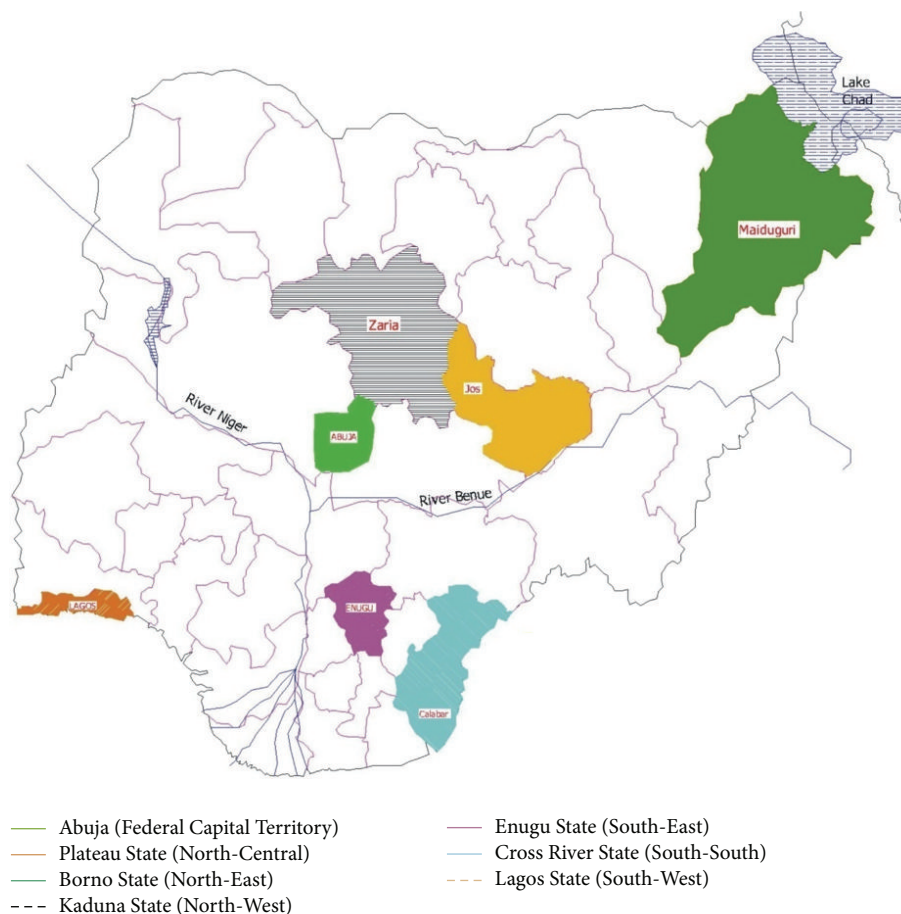 Lake
Chad
Maiduguri
Zaria
Jos
River Niger
ABUJA
River Benue
LAGOS
ENUGU
Calabar
Abuja (Federal Capital Territory)
Plateau State (North-Central)
Borno State (North-East)
Kaduna State (North-West)
Enugu State (South-East)
Cross River State (South-South)
Lagos State (South-West)